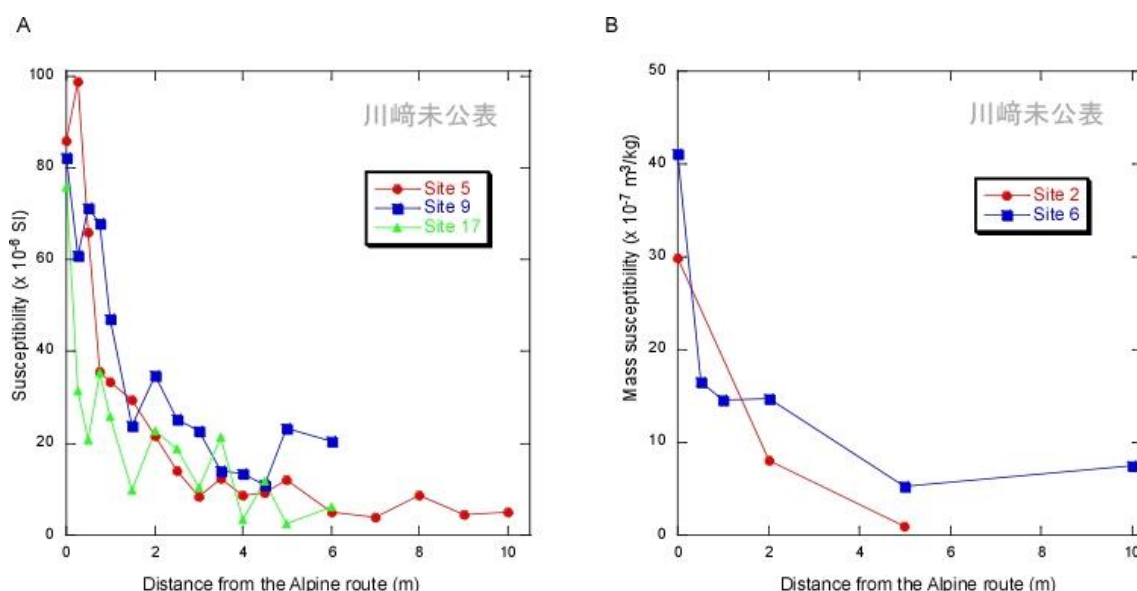 A
B
100
80
60
40
20
0
Susceptibility (x 10⁻⁶ SI)
川﨑未公表
Site 5
Site 9
Site 17
0 2 4 6 8 10
Distance from the Alpine route (m)
50
40
30
20
10
0
Mass susceptibility (x 10⁻⁷ m³/kg)
川﨑未公表
Site 2
Site 6
0 2 4 6 8 10
Distance from the Alpine route (m)